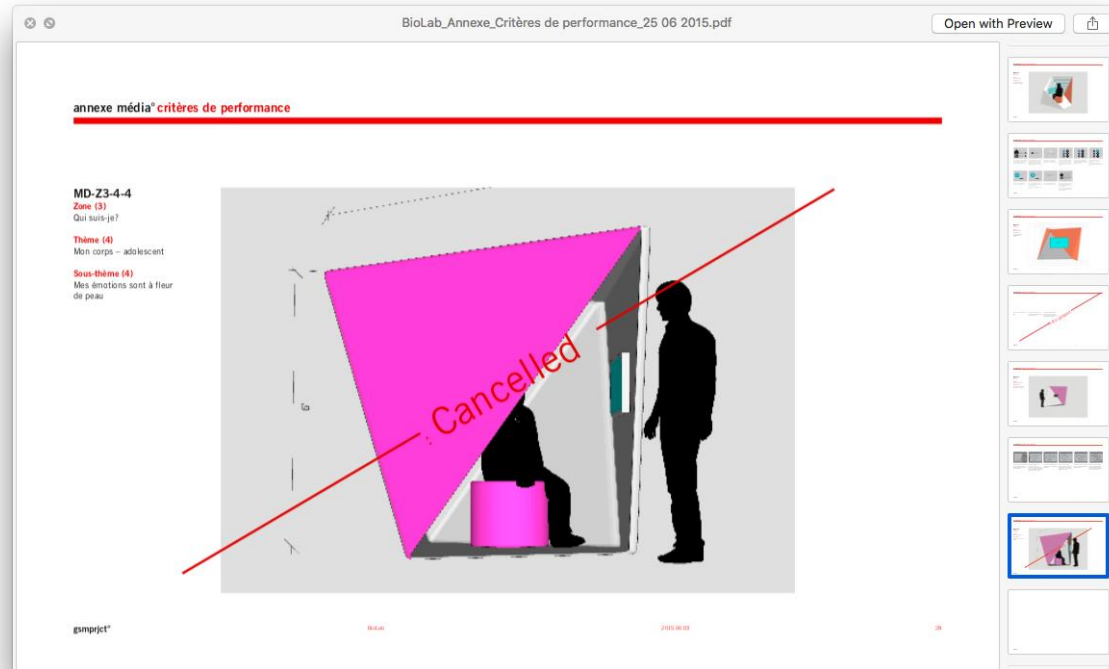 BioLab_Annexe_Critères de performance_25 06 2015.pdf
Open with Preview
annexe média° critères de performance
MD-Z3-4-4
Zone (3)
Qui suis-je?
Thème (4)
Mon corps – adolescent
Sous-thème (4)
Mes émotions sont à fleur
de peau
Cancelled
gsmprjct°
BioLab